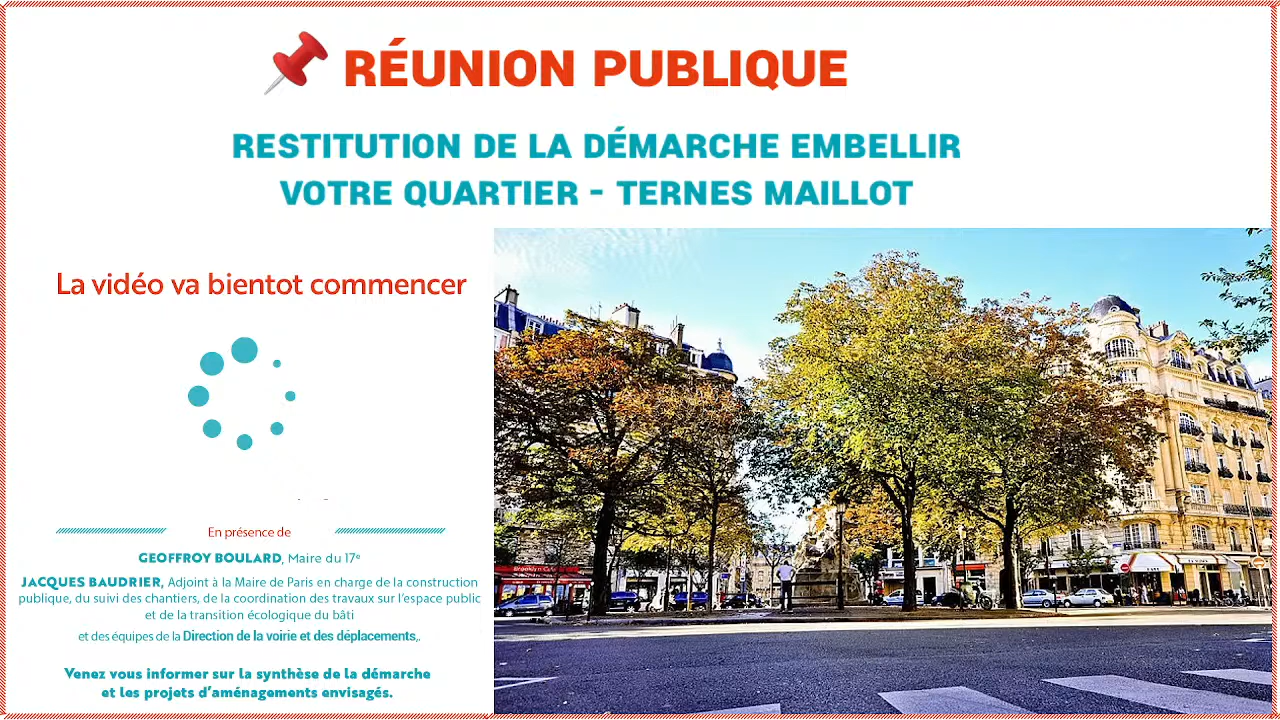 RÉUNION PUBLIQUE
RESTITUTION DE LA DÉMARCHE EMBELLIR
VOTRE QUARTIER - TERNES MAILLOT
La vidéo va bientot commencer
En présence de
GEOFFROY BOULARD, Maire du 17e
JACQUES BAUDRIER, Adjoint à la Maire de Paris en charge de la construction
publique, du suivi des chantiers, de la coordination des travaux sur l'espace public
et de la transition écologique du bâti
et des équipes de la Direction de la voirie et des déplacements,.
Venez vous informer sur la synthèse de la démarche
et les projets d'aménagements envisagés.